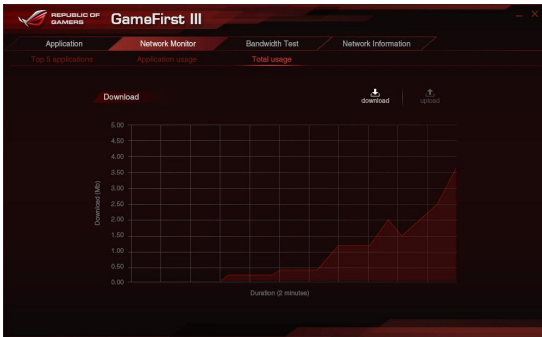 REPUBLIC OF
GAMERS
GameFirst III
Application
Network Monitor
Bandwidth Test
Network Information
Top 5 applications
Application usage
Total usage
Download
download
upload
5.00
4.50
4.00
3.50
3.00
2.50
2.00
1.50
1.00
0.50
0.00
Download (Mb)
Duration (2 minutes)